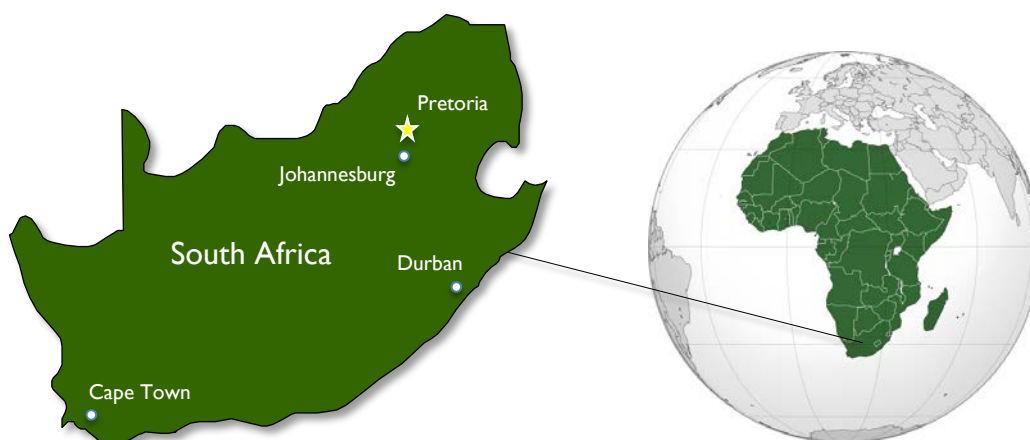 Pretoria
Johannesburg
South Africa
Durban
Cape Town